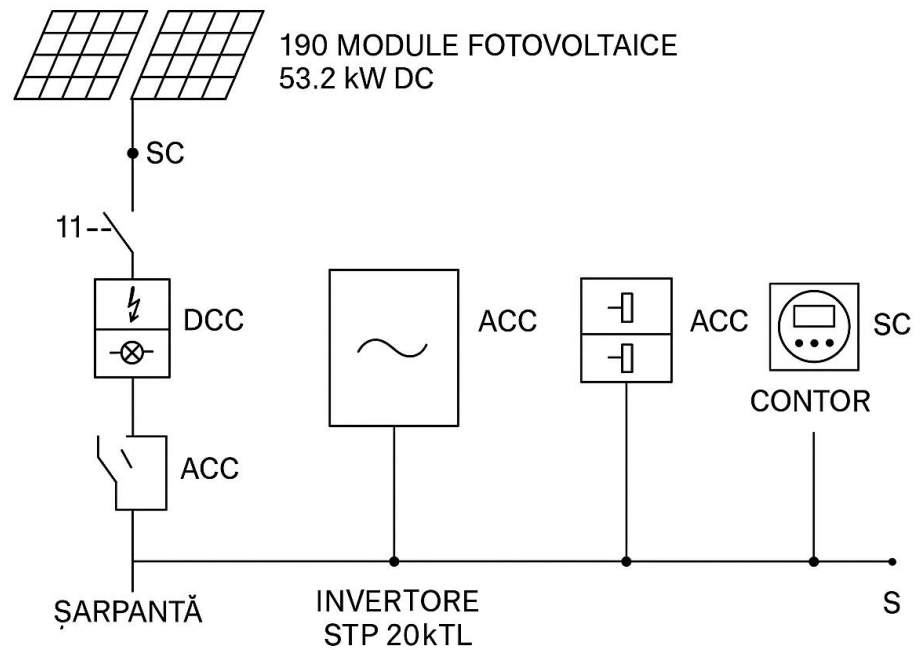 190 MODULE FOTOVOLTAICE
53.2 kW DC
SC
11
DCC
ACC
ACC
SC
CONTOR
ACC
ȘARPANTĂ
INVERTORE
STP 20kTL
S